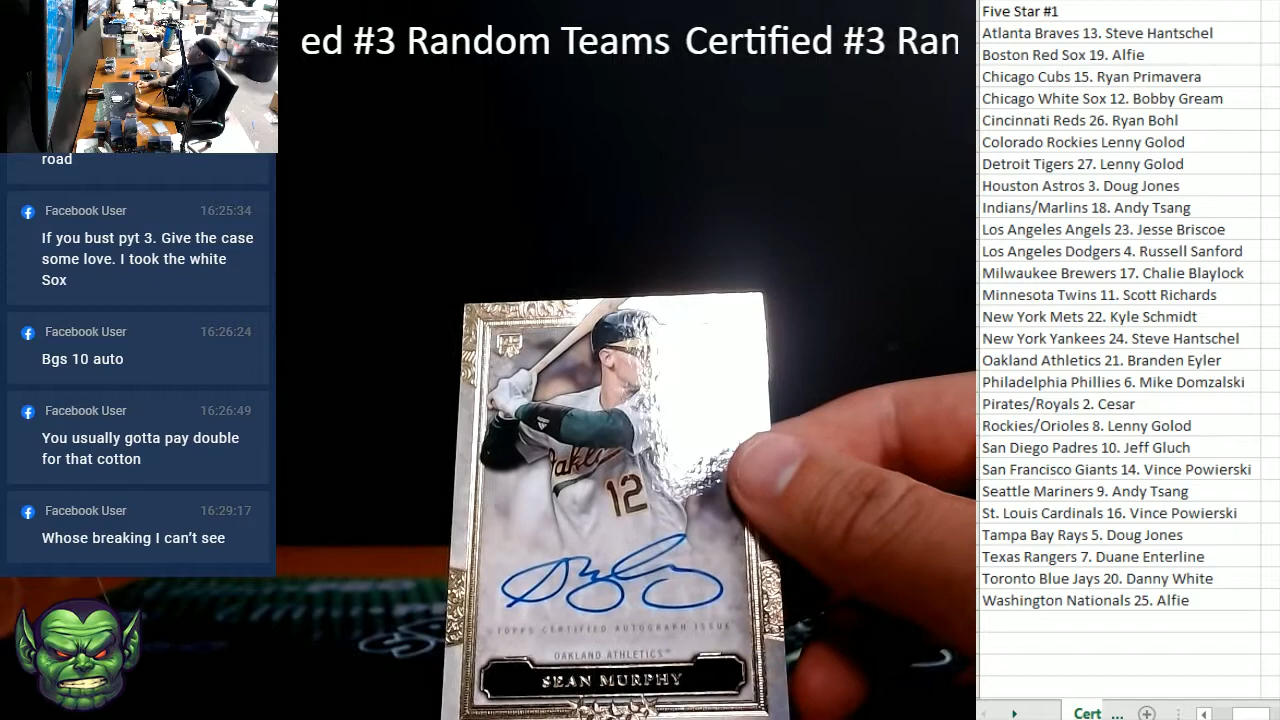 ed #3 Random Teams Certified #3 Ran
road
Facebook User 16:25:34
If you bust pyt 3. Give the case
some love. I took the white
Sox
Facebook User 16:26:24
Bgs 10 auto
Facebook User 16:26:49
You usually gotta pay double
for that cotton
Facebook User 16:29:17
Whose breaking I can't see
12
TOPPS CERTIFIED AUTOGRAPH ISSUE
OAKLAND ATHLETICS™
SEAN MURPHY
Five Star #1
Atlanta Braves 13. Steve Hantschel
Boston Red Sox 19. Alfie
Chicago Cubs 15. Ryan Primavera
Chicago White Sox 12. Bobby Gream
Cincinnati Reds 26. Ryan Bohl
Colorado Rockies Lenny Golod
Detroit Tigers 27. Lenny Golod
Houston Astros 3. Doug Jones
Indians/Marlins 18. Andy Tsang
Los Angeles Angels 23. Jesse Briscoe
Los Angeles Dodgers 4. Russell Sanford
Milwaukee Brewers 17. Chalie Blaylock
Minnesota Twins 11. Scott Richards
New York Mets 22. Kyle Schmidt
New York Yankees 24. Steve Hantschel
Oakland Athletics 21. Branden Eyler
Philadelphia Phillies 6. Mike Domzalski
Pirates/Royals 2. Cesar
Rockies/Orioles 8. Lenny Golod
San Diego Padres 10. Jeff Gluch
San Francisco Giants 14. Vince Powierski
Seattle Mariners 9. Andy Tsang
St. Louis Cardinals 16. Vince Powierski
Tampa Bay Rays 5. Doug Jones
Texas Rangers 7. Duane Enterline
Toronto Blue Jays 20. Danny White
Washington Nationals 25. Alfie
Cert ...